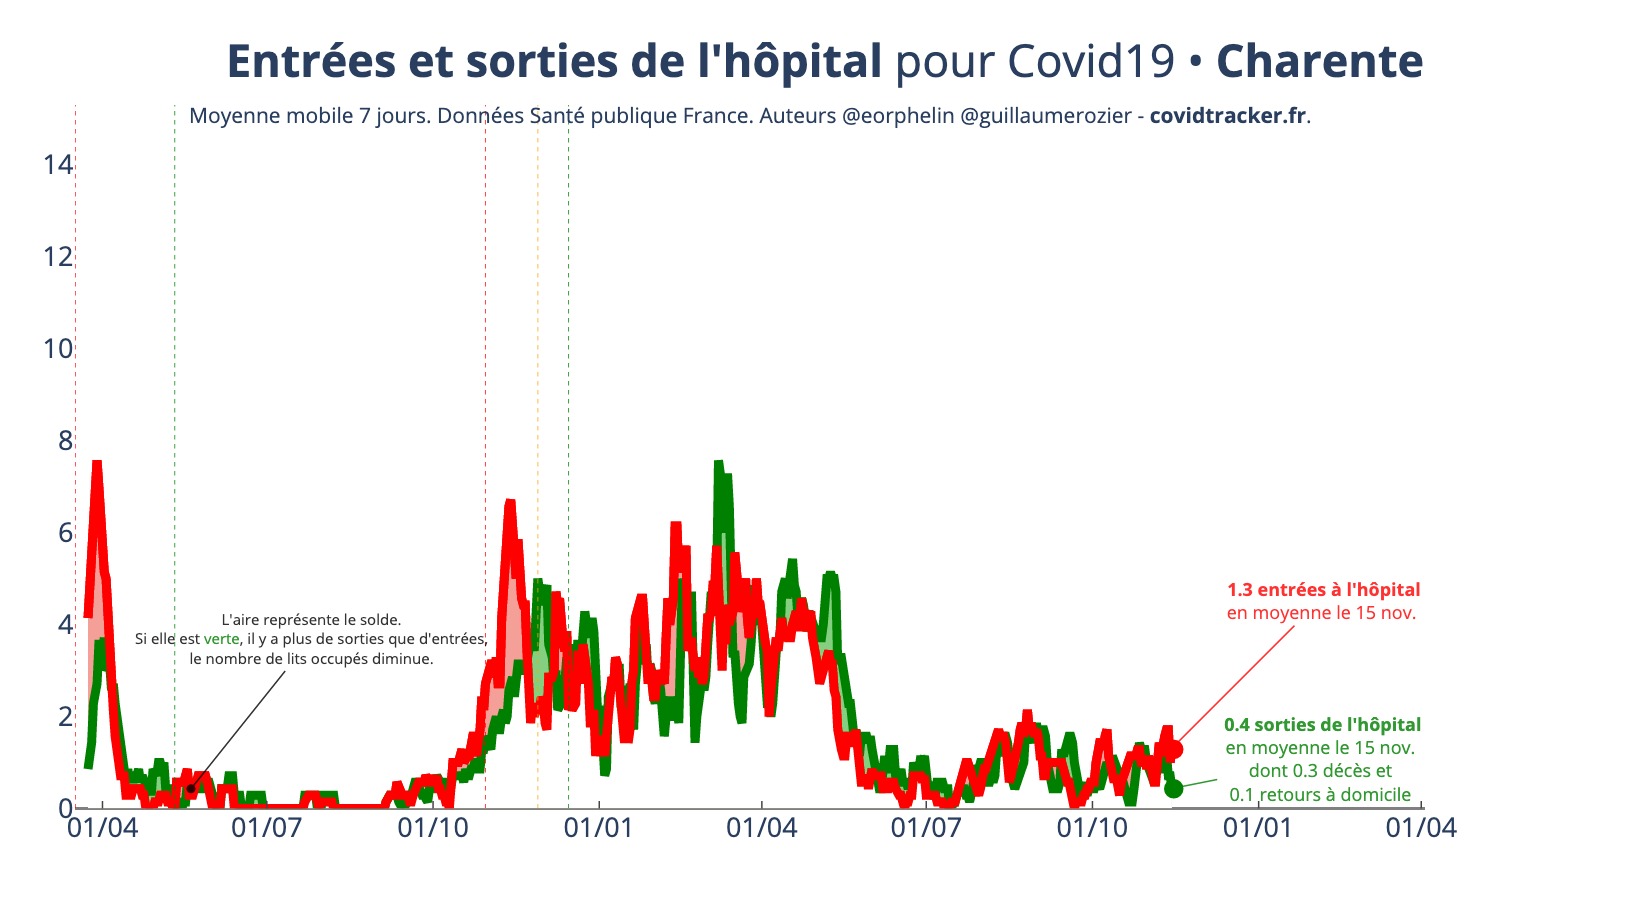 Entrées et sorties de l'hôpital pour Covid19 • Charente
Moyenne mobile 7 jours. Données Santé publique France. Auteurs @eorphelin @guillaumerozier - covidtracker.fr.
14
12
10
8
6
4
2
0
L'aire représente le solde.
Si elle est verte, il y a plus de sorties que d'entrées,
le nombre de lits occupés diminue.
1.3 entrées à l'hôpital
en moyenne le 15 nov.
0.4 sorties de l'hôpital
en moyenne le 15 nov.
dont 0.3 décès et
0.1 retours à domicile
01/04 01/07 01/10 01/01 01/04 01/07 01/10 01/01 01/04